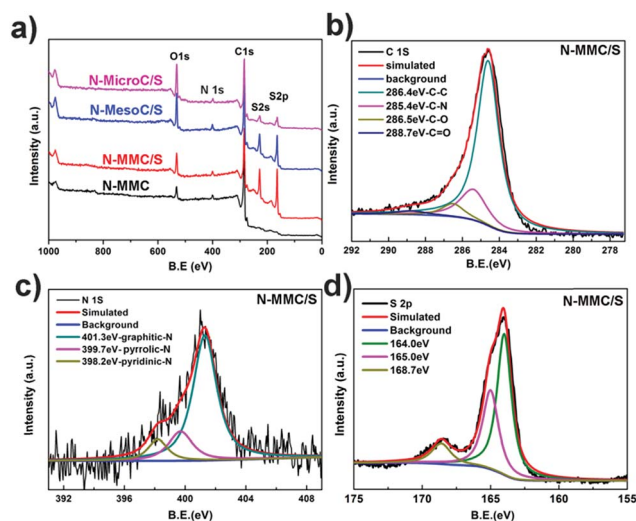 a)
O1s
C1s
N-MicroC/S
N 1s
S2p
S2s
N-MesoC/S
N-MMC/S
N-MMC
Intensity (a.u.)
1000 800 600 400 200 0
B.E (eV)
b)
N-MMC/S
C 1S
simulated
background
286.4eV-C-C
285.4eV-C-N
286.5eV-C-O
288.7eV-C=O
Intensity (a.u.)
292 290 288 286 284 282 280 278
B.E.(eV)
c)
N-MMC/S
N 1S
Simulated
Background
401.3eV-graphitic-N
399.7eV- pyrrolic-N
398.2eV-pyridinic-N
Intensity (a.u.)
392 396 400 404 408
B.E.(eV)
d)
N-MMC/S
S 2p
Simulated
Background
164.0eV
165.0eV
168.7eV
Intensity (a.u.)
175 170 165 160 155
B.E.(eV)